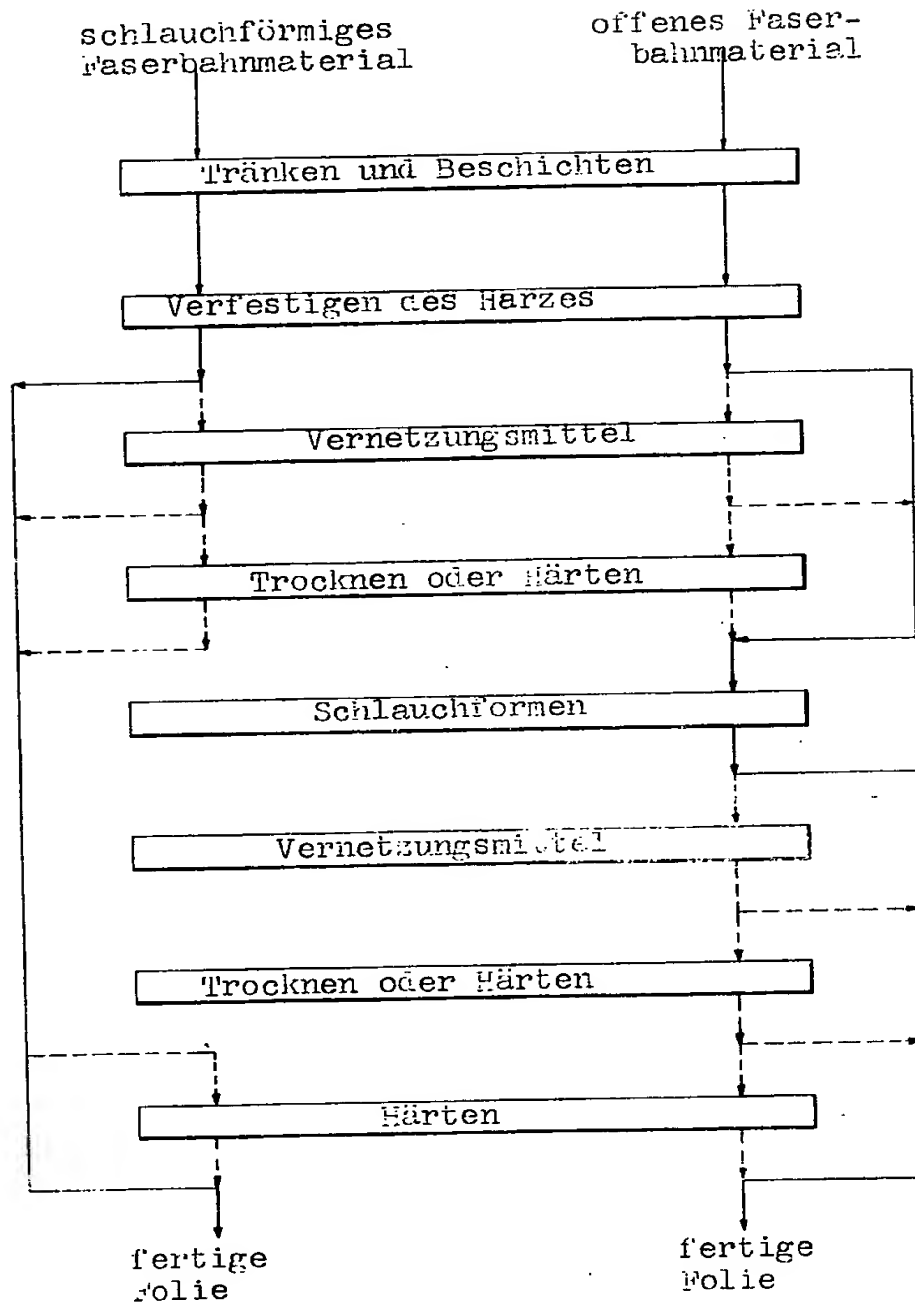 schlauchförmiges
Faserbahnmaterial
offenes Faser-
bahnmaterial
Tränken und Beschichten
Verfestigen des Harzes
Vernetzungsmittel
Trocknen oder Härten
Schlauchformen
Vernetzungsmittel
Trocknen oder Härten
Härten
fertige
Folie
fertige
Folie